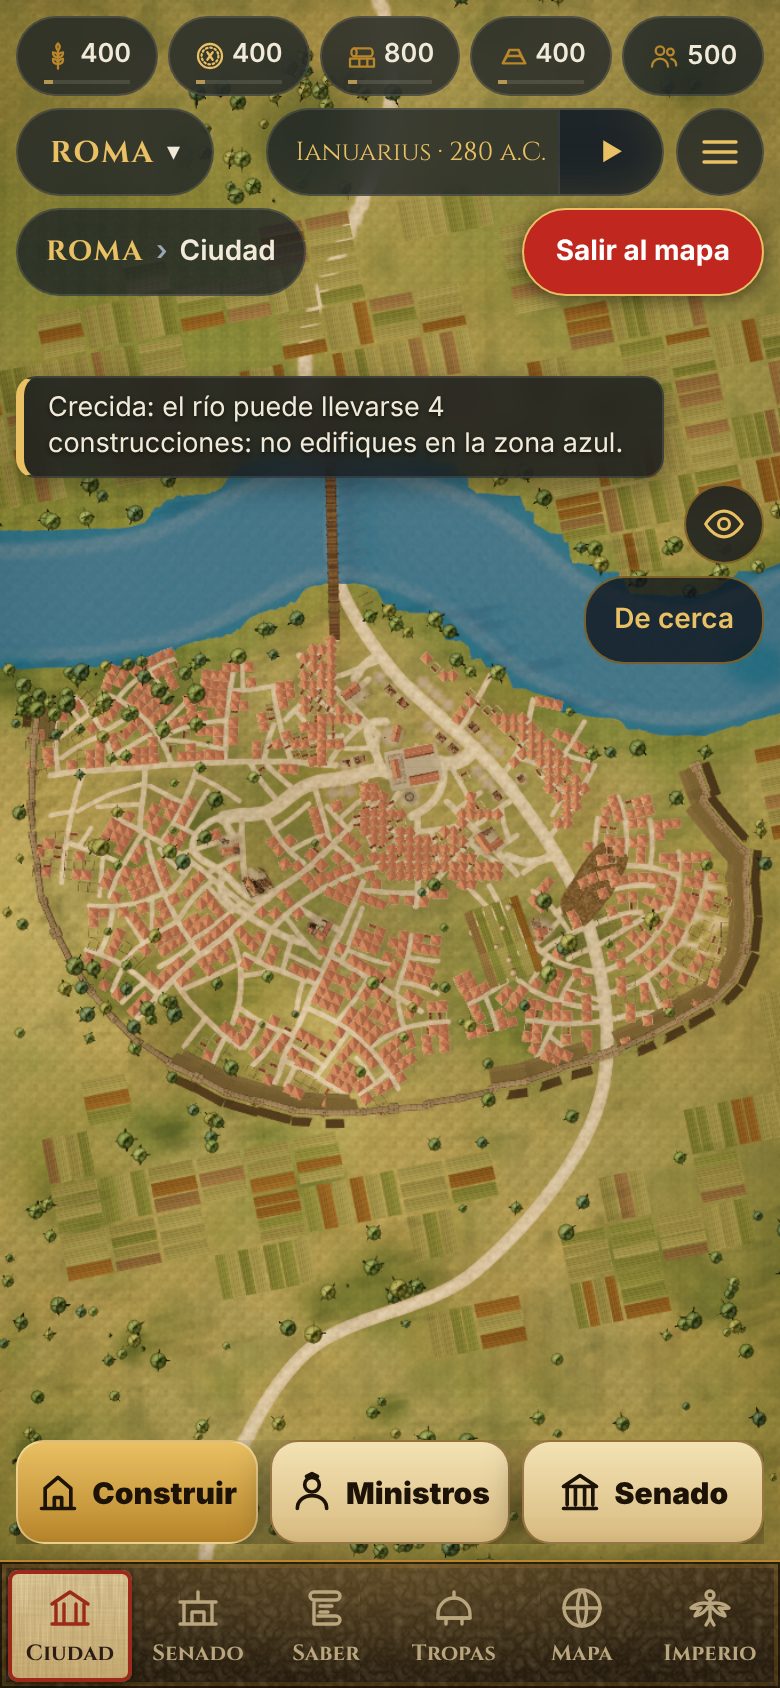 400 400 800 400 500
ROMA ▾ IANUARIUS · 280 A.C.
ROMA › Ciudad Salir al mapa
Crecida: el río puede llevarse 4
construcciones: no edifiques en la zona azul.
De cerca
Construir Ministros Senado
CIUDAD SENADO SABER TROPAS MAPA IMPERIO